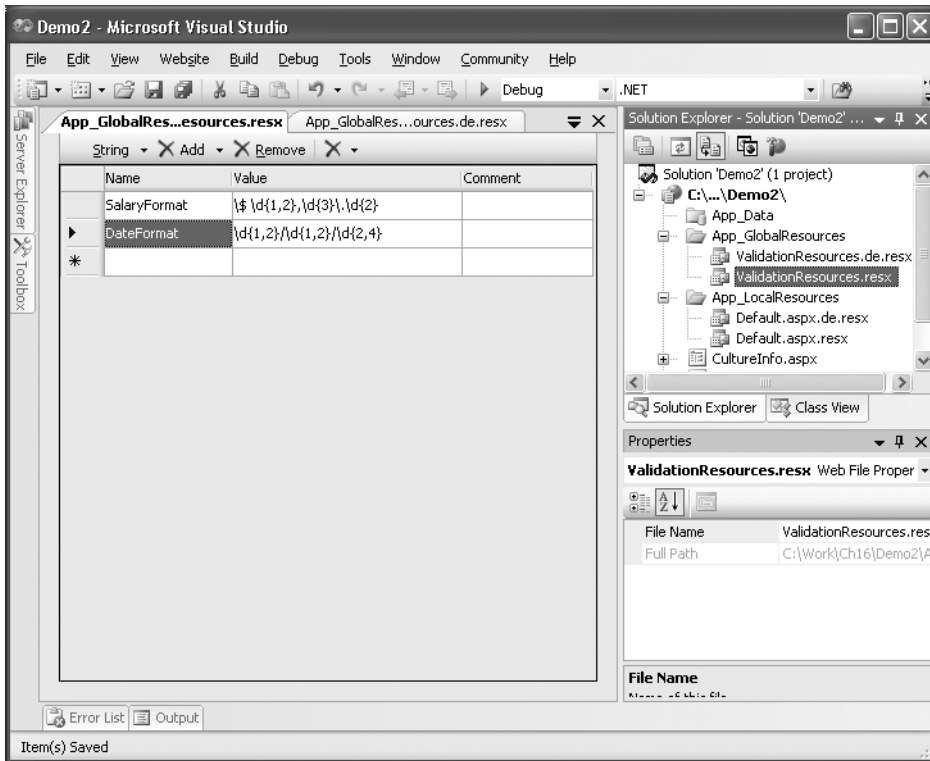 Demo2 - Microsoft Visual Studio
File Edit View Website Build Debug Tools Window Community Help
Debug .NET
App_GlobalRes...esources.resx App_GlobalRes...ources.de.resx
Solution Explorer - Solution 'Demo2' ...
String Add Remove
Server Explorer
Toolbox
Name Value Comment
SalaryFormat \$ \d{1,2},\d{3}\.\d{2}
DateFormat \d{1,2}/\d{1,2}/\d{2,4}
Solution 'Demo2' (1 project)
C:\...\Demo2\
App_Data
App_GlobalResources
ValidationResources.de.resx
ValidationResources.resx
App_LocalResources
Default.aspx.de.resx
Default.aspx.resx
CultureInfo.aspx
Solution Explorer Class View
Properties
ValidationResources.resx Web File Proper
File Name ValidationResources.res
Full Path C:\Work\Ch16\Demo2\A
File Name
Name of this file
Error List Output
Item(s) Saved